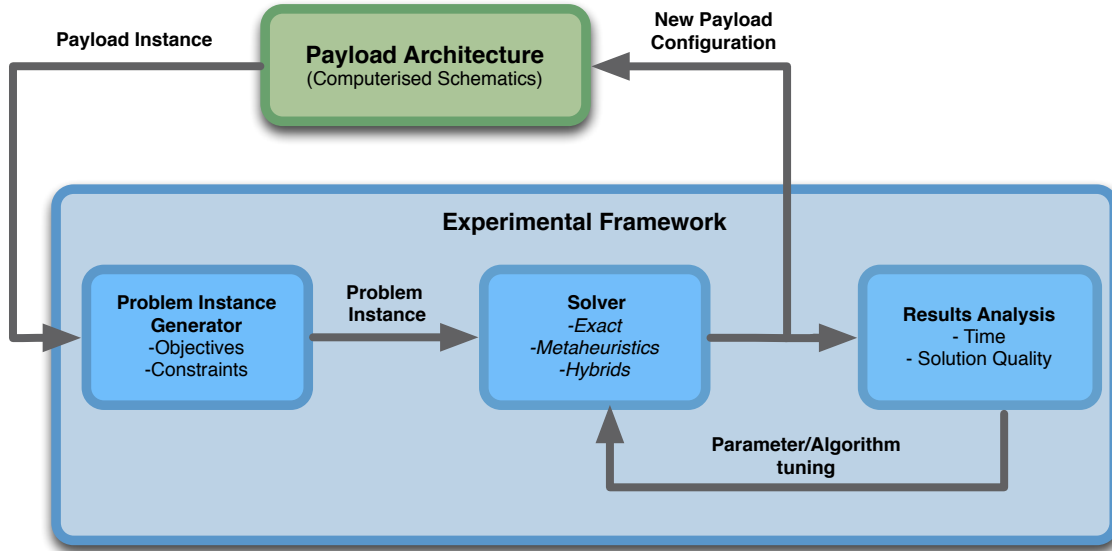 Payload Instance
Payload Architecture
(Computerised Schematics)
New Payload
Configuration
Experimental Framework
Problem Instance
Generator
-Objectives
-Constraints
Problem
Instance
Solver
-Exact
-Metaheuristics
-Hybrids
Results Analysis
- Time
- Solution Quality
Parameter/Algorithm
tuning